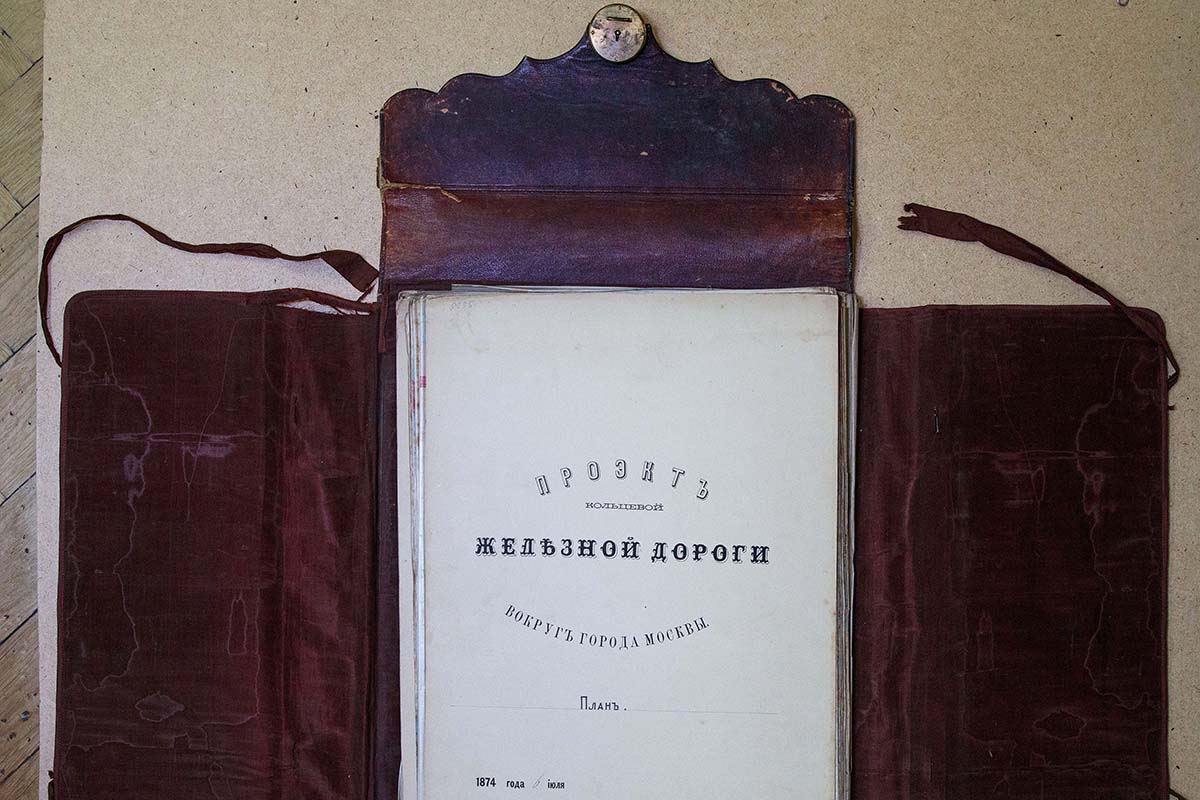 ПРОЭКТЪ
КОЛЬЦЕВОЙ
ЖЕЛѢЗНОЙ ДОРОГИ
ВОКРУГЪ ГОРОДА МОСКВЫ.
ПЛАНЪ.
1874 года 6 іюля